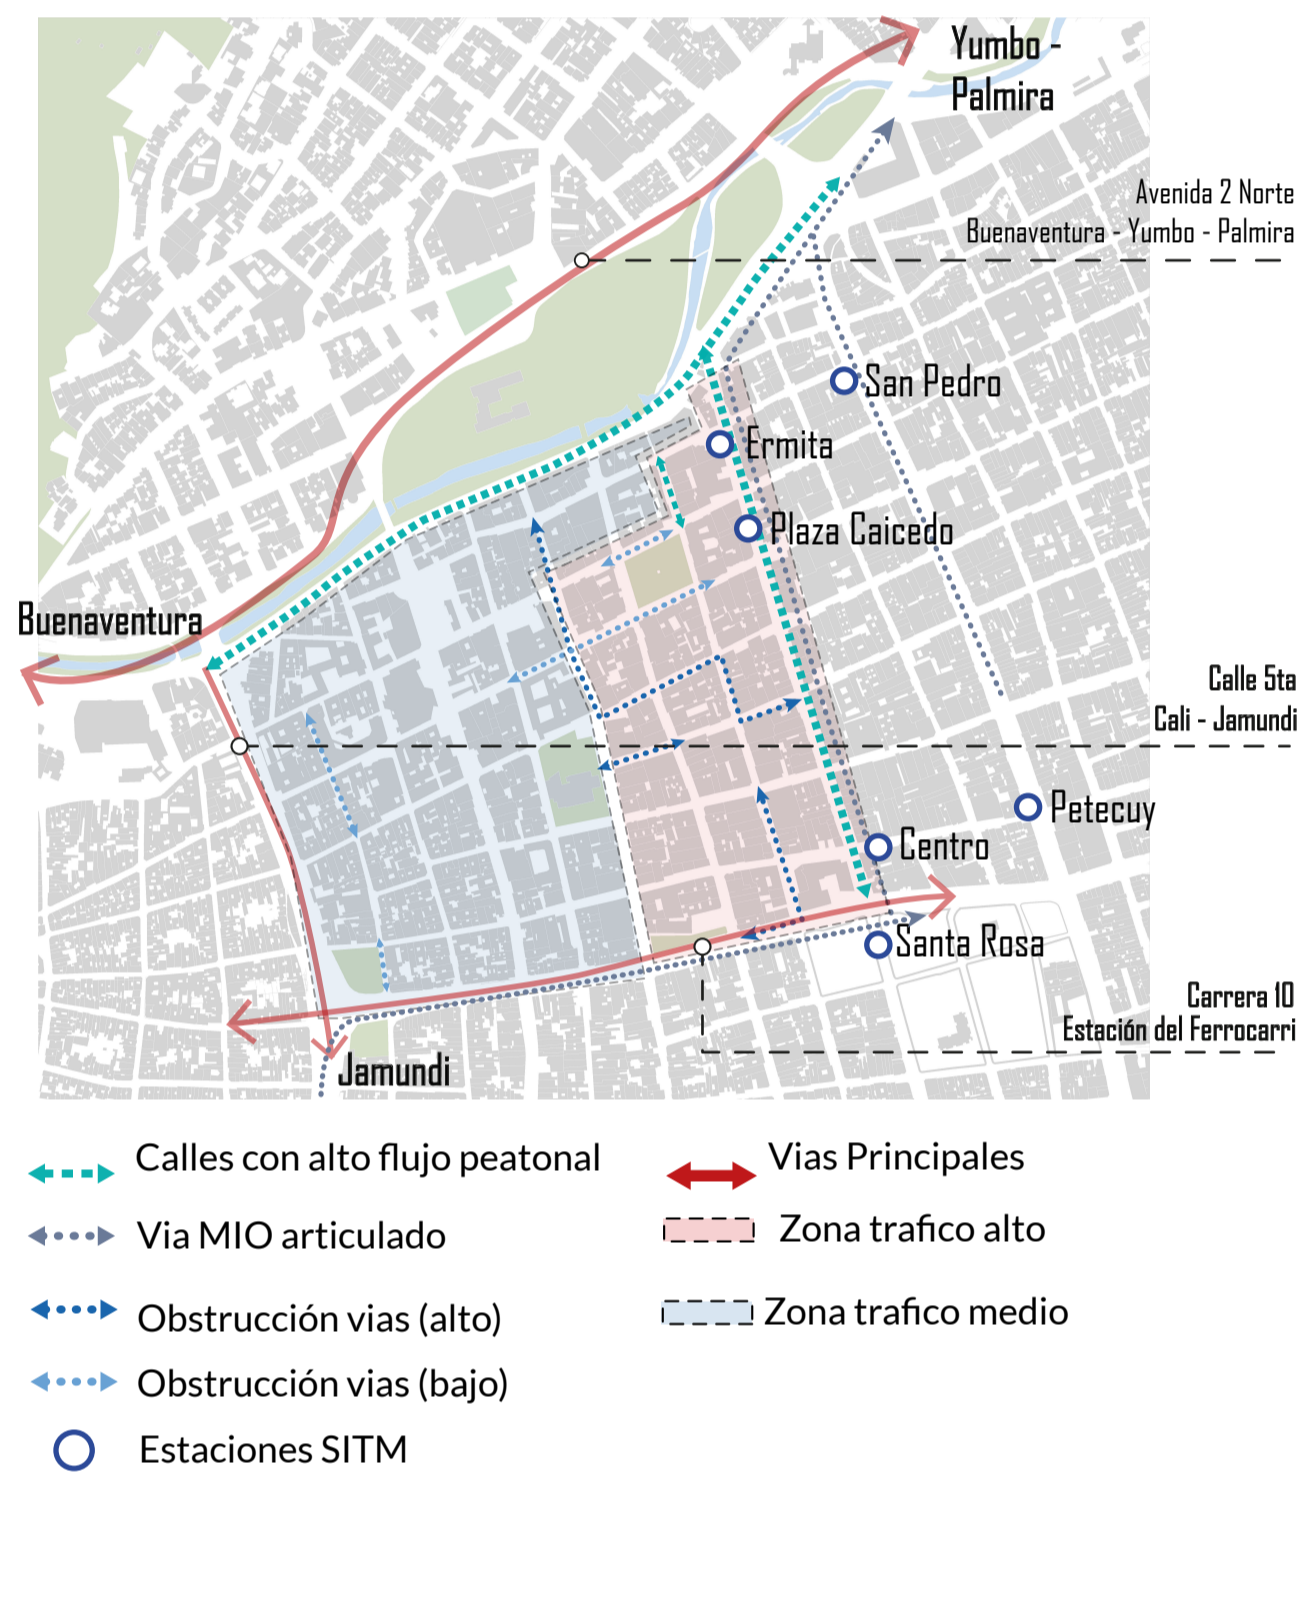 Yumbo -
Palmira
Avenida 2 Norte
Buenaventura - Yumbo - Palmira
San Pedro
Ermita
Plaza Caicedo
Buenaventura
Calle 5ta
Cali - Jamundi
Petecuy
Centro
Santa Rosa
Carrera 10
Estación del Ferrocarri
Jamundi
Calles con alto flujo peatonal
Vias Principales
Via MIO articulado
Zona trafico alto
Obstrucción vias (alto)
Zona trafico medio
Obstrucción vias (bajo)
Estaciones SITM